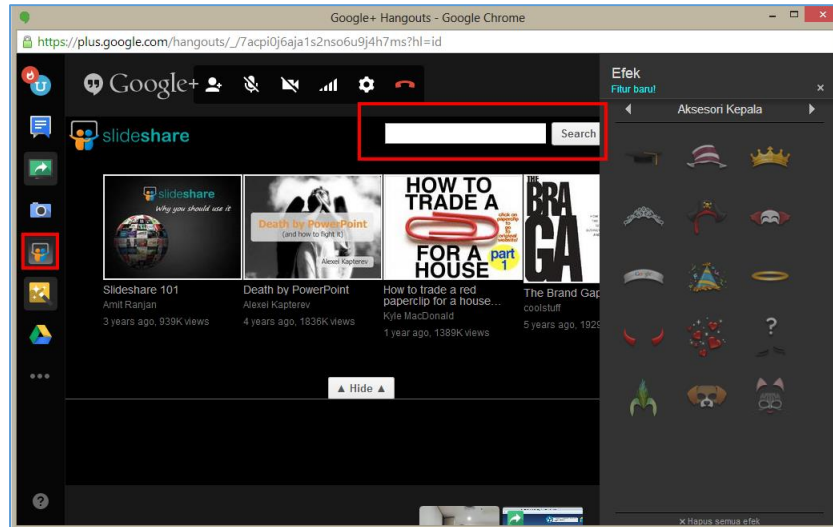 Google+ Hangouts - Google Chrome
https://plus.google.com/hangouts/_/7acpi0j6aja1s2nso6u9j4h7ms?hl=id
Google+
Efek
Fitur baru!
Aksesori Kepala
slideshare
Search
slideshare
Why you should use it
Slideshare 101
Amit Ranjan
3 years ago, 939K views
Death by PowerPoint
(and how to fight it)
Alexei Kapterev
Death by PowerPoint
Alexei Kapterev
4 years ago, 1836K views
HOW TO
TRADE A
FOR A
HOUSE
part
1
How to trade a red
paperclip for a house...
Kyle MacDonald
1 year ago, 1389K views
THE
BRA
GA
The Brand Gap
coolstuff
5 years ago, 1929
▲ Hide ▲
Google
?
× Hapus semua efek